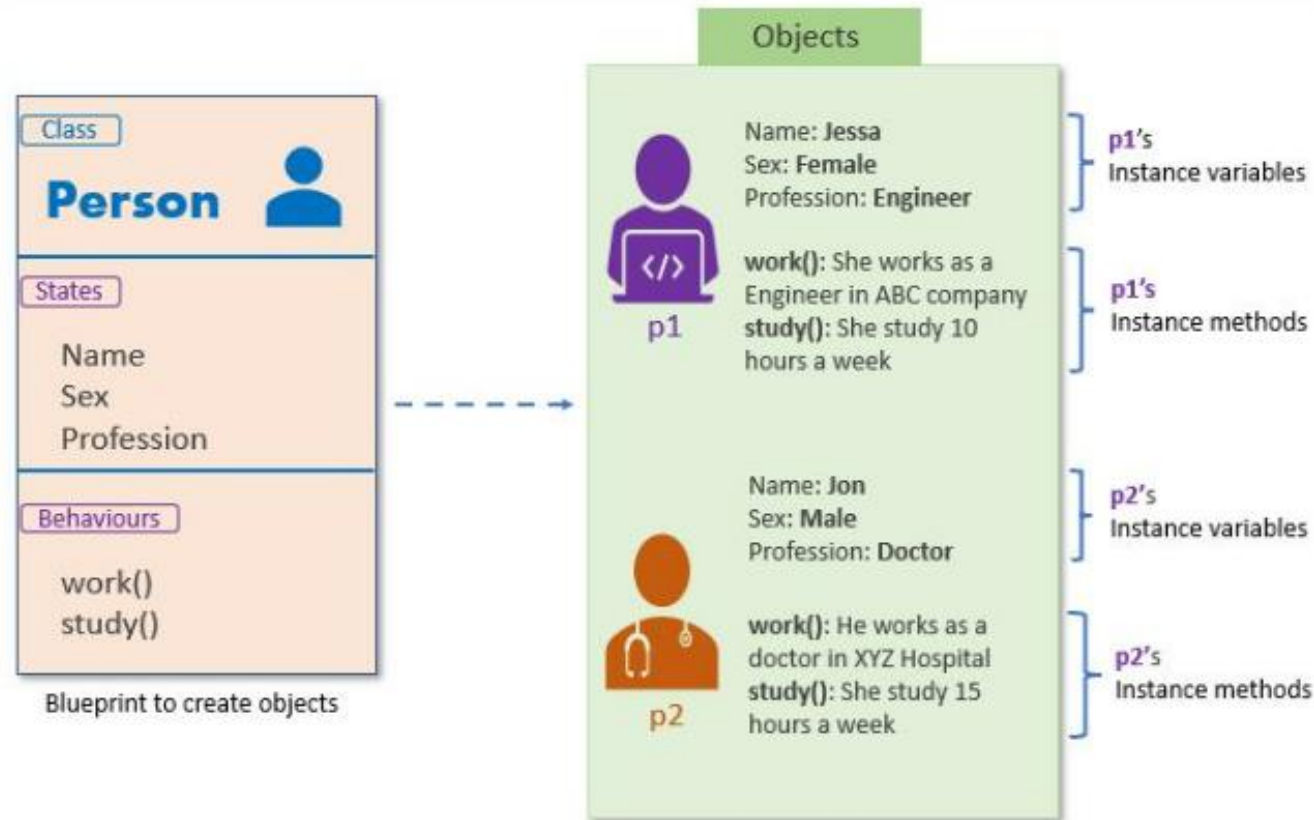 Class
Person
States
Name
Sex
Profession
Behaviours
work()
study()
Blueprint to create objects
Objects
Name: Jessa
Sex: Female
Profession: Engineer
work(): She works as a
Engineer in ABC company
study(): She study 10
hours a week
</>
p1
p1's
Instance variables
p1's
Instance methods
Name: Jon
Sex: Male
Profession: Doctor
work(): He works as a
doctor in XYZ Hospital
study(): She study 15
hours a week
p2
p2's
Instance variables
p2's
Instance methods